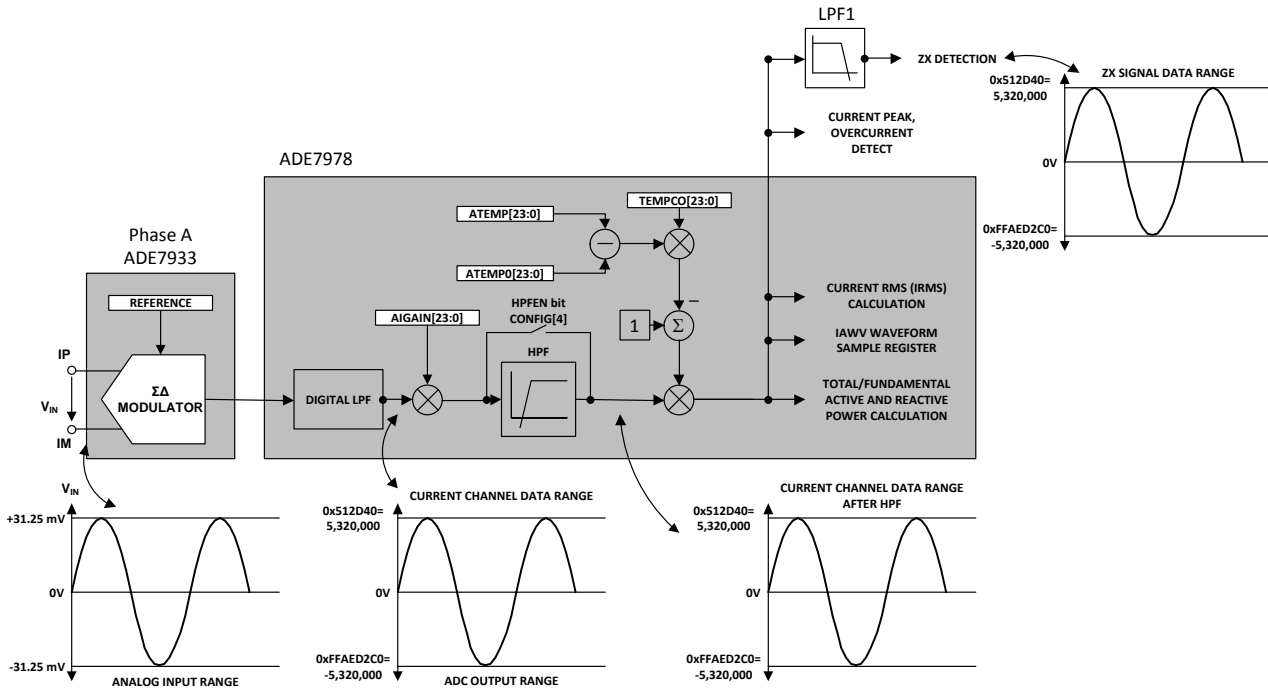 LPF1
ZX DETECTION
ZX SIGNAL DATA RANGE
0x512D40=
5,320,000
0V
0xFFAED2C0=
-5,320,000
CURRENT PEAK,
OVERCURRENT
DETECT
ADE7978
ATEMP[23:0]
TEMPCO[23:0]
ATEMP0[23:0]
Phase A
ADE7933
REFERENCE
AIGAIN[23:0]
HPFEN bit
CONFIG[4]
HPF
1
Σ
CURRENT RMS (IRMS)
CALCULATION
IAWV WAVEFORM
SAMPLE REGISTER
TOTAL/FUNDAMENTAL
ACTIVE AND REACTIVE
POWER CALCULATION
IP
VIN
IM
ΣΔ
MODULATOR
DIGITAL LPF
VIN
+31.25 mV
0V
-31.25 mV
ANALOG INPUT RANGE
CURRENT CHANNEL DATA RANGE
0x512D40=
5,320,000
0V
0xFFAED2C0=
-5,320,000
ADC OUTPUT RANGE
CURRENT CHANNEL DATA RANGE
AFTER HPF
0x512D40=
5,320,000
0V
0xFFAED2C0=
-5,320,000